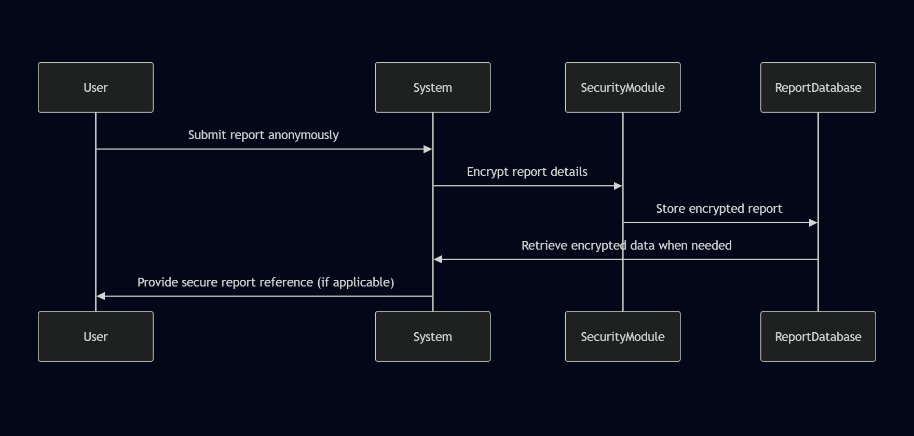 User
System
SecurityModule
ReportDatabase
Submit report anonymously
Encrypt report details
Store encrypted report
Retrieve encrypted data when needed
Provide secure report reference (if applicable)
User
System
SecurityModule
ReportDatabase